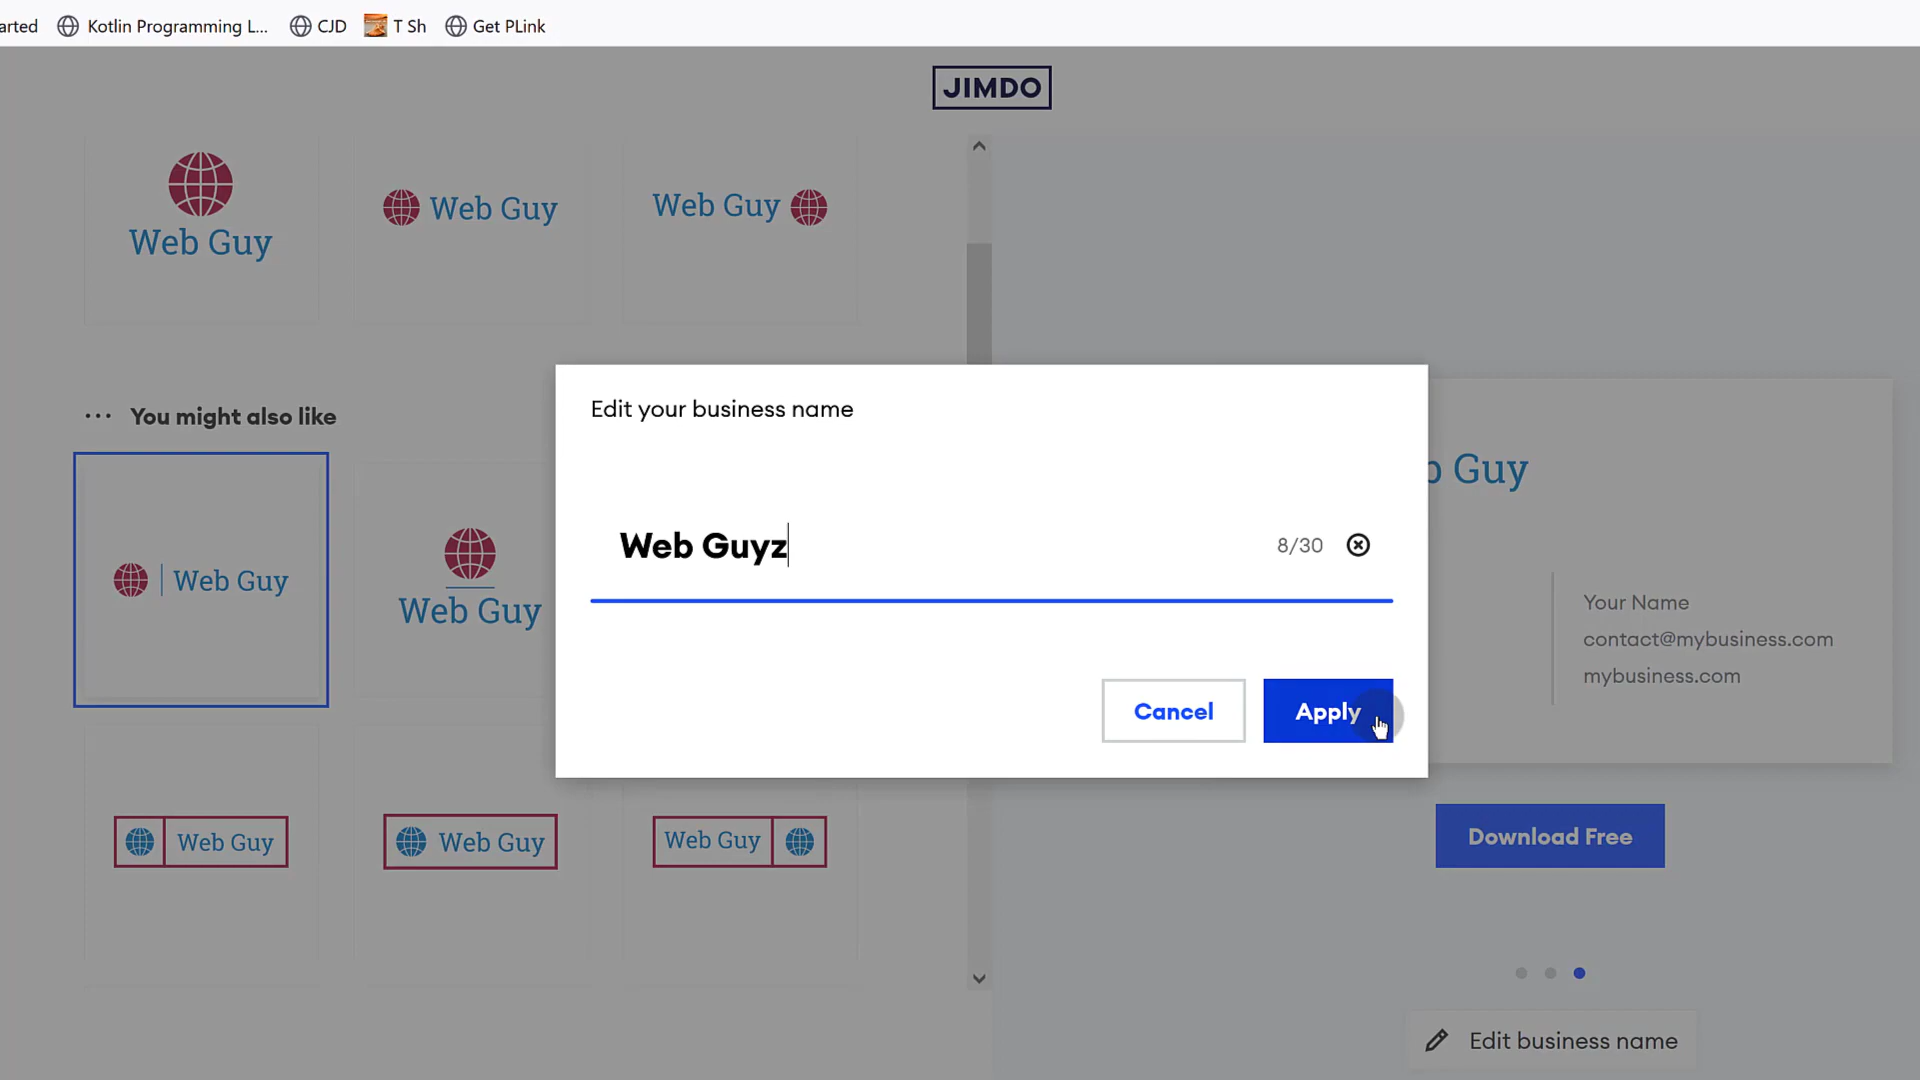 arted
Kotlin Programming L...
CJD
T Sh
Get PLink
JIMDO
Web Guy
Web Guy
Web Guy
You might also like
Web Guy
Web Guy
Web Guy
Web Guy
Web Guy
Edit your business name
Web Guyz
8/30
Cancel
Apply
b Guy
Your Name
contact@mybusiness.com
mybusiness.com
Download Free
Edit business name